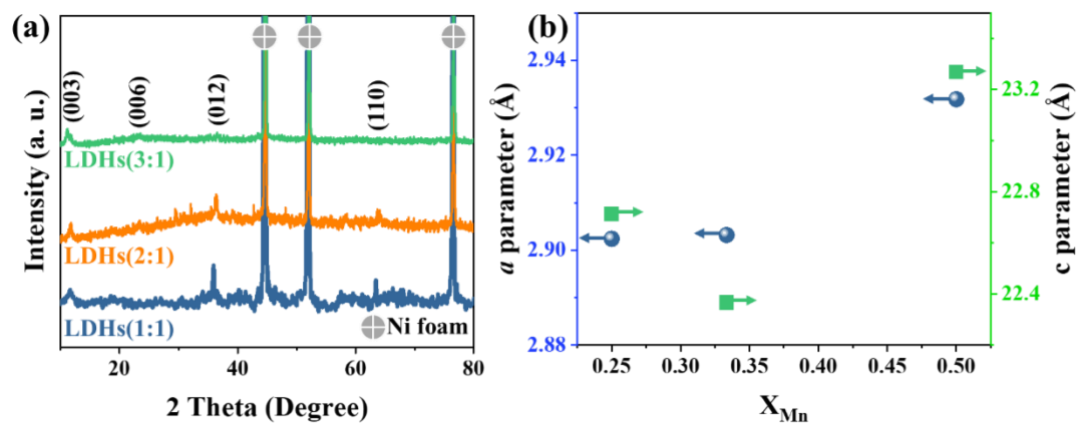 (a)
Intensity (a. u.)
(003)
(006)
(012)
(110)
LDHs(3:1)
LDHs(2:1)
LDHs(1:1)
Ni foam
20
40
60
80
2 Theta (Degree)
(b)
a parameter (Å)
2.94
2.92
2.90
2.88
0.25
0.30
0.35
0.40
0.45
0.50
X_Mn
23.2
22.8
22.4
c parameter (Å)